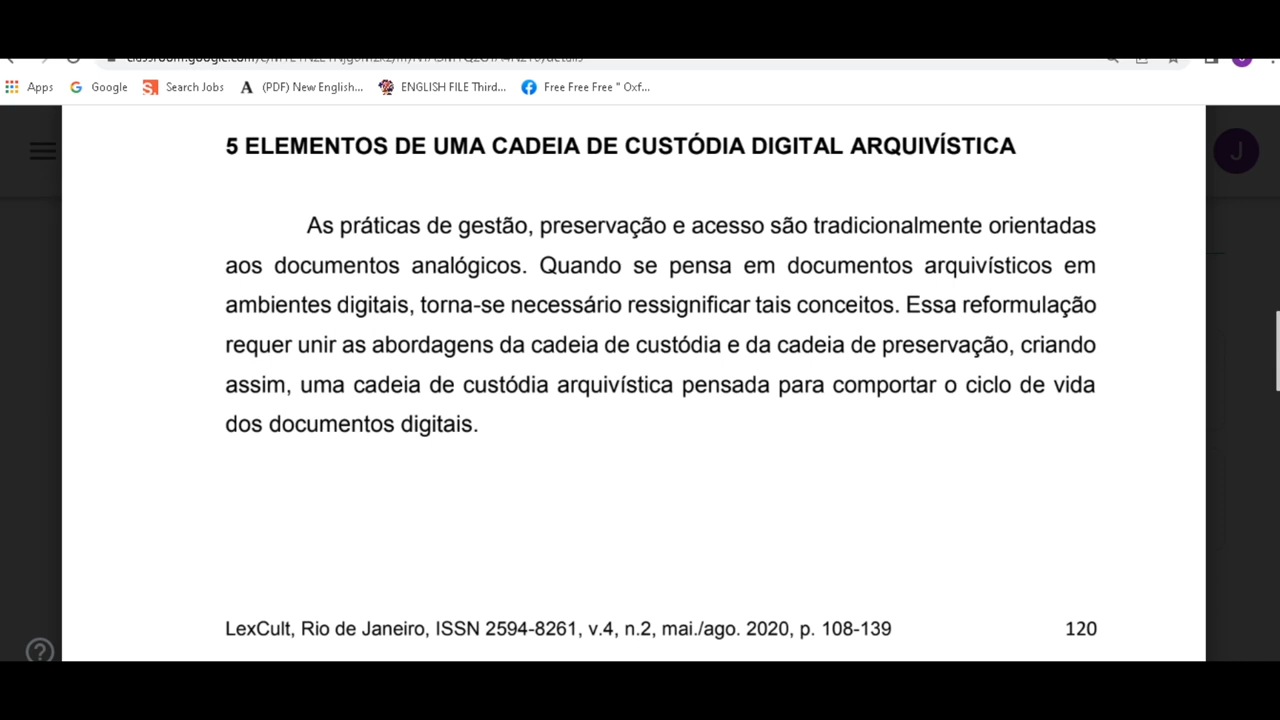 Apps
Google
Search Jobs
(PDF) New English...
ENGLISH FILE Third...
Free Free Free " Oxf...
J
5 ELEMENTOS DE UMA CADEIA DE CUSTÓDIA DIGITAL ARQUIVÍSTICA
As práticas de gestão, preservação e acesso são tradicionalmente orientadas
aos documentos analógicos. Quando se pensa em documentos arquivísticos em
ambientes digitais, torna-se necessário ressignificar tais conceitos. Essa reformulação
requer unir as abordagens da cadeia de custódia e da cadeia de preservação, criando
assim, uma cadeia de custódia arquivística pensada para comportar o ciclo de vida
dos documentos digitais.
LexCult, Rio de Janeiro, ISSN 2594-8261, v.4, n.2, mai./ago. 2020, p. 108-139 120